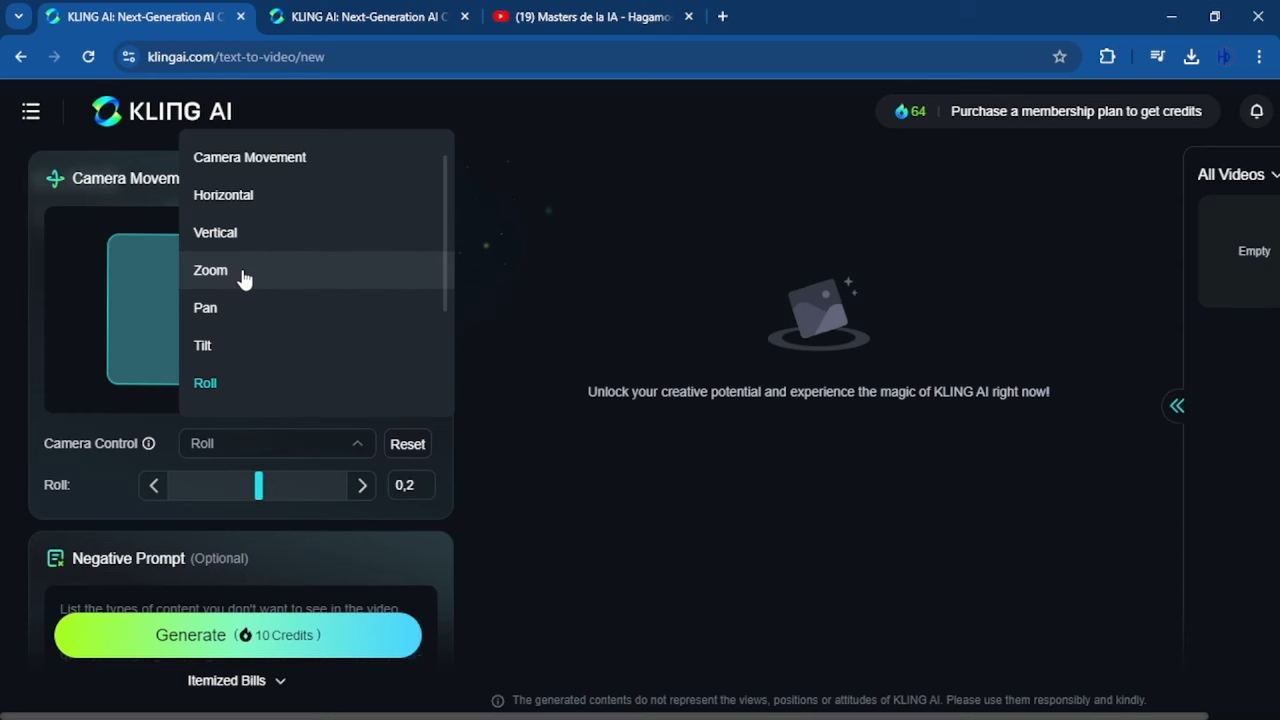 KLING AI: Next-Generation AI C
KLING AI: Next-Generation AI C
(19) Masters de la IA - Hagamo
klingai.com/text-to-video/new
KLING AI
64
Purchase a membership plan to get credits
Camera Movem
Camera Movement
Horizontal
Vertical
Zoom
Pan
Tilt
Roll
Camera Control
Roll
Reset
Roll:
0,2
Negative Prompt (Optional)
List the types of content you don't want to see in the video.
Generate ( 10 Credits )
Itemized Bills
Unlock your creative potential and experience the magic of KLING AI right now!
All Videos
Empty
The generated contents do not represent the views, positions or attitudes of KLING AI. Please use them responsibly and kindly.